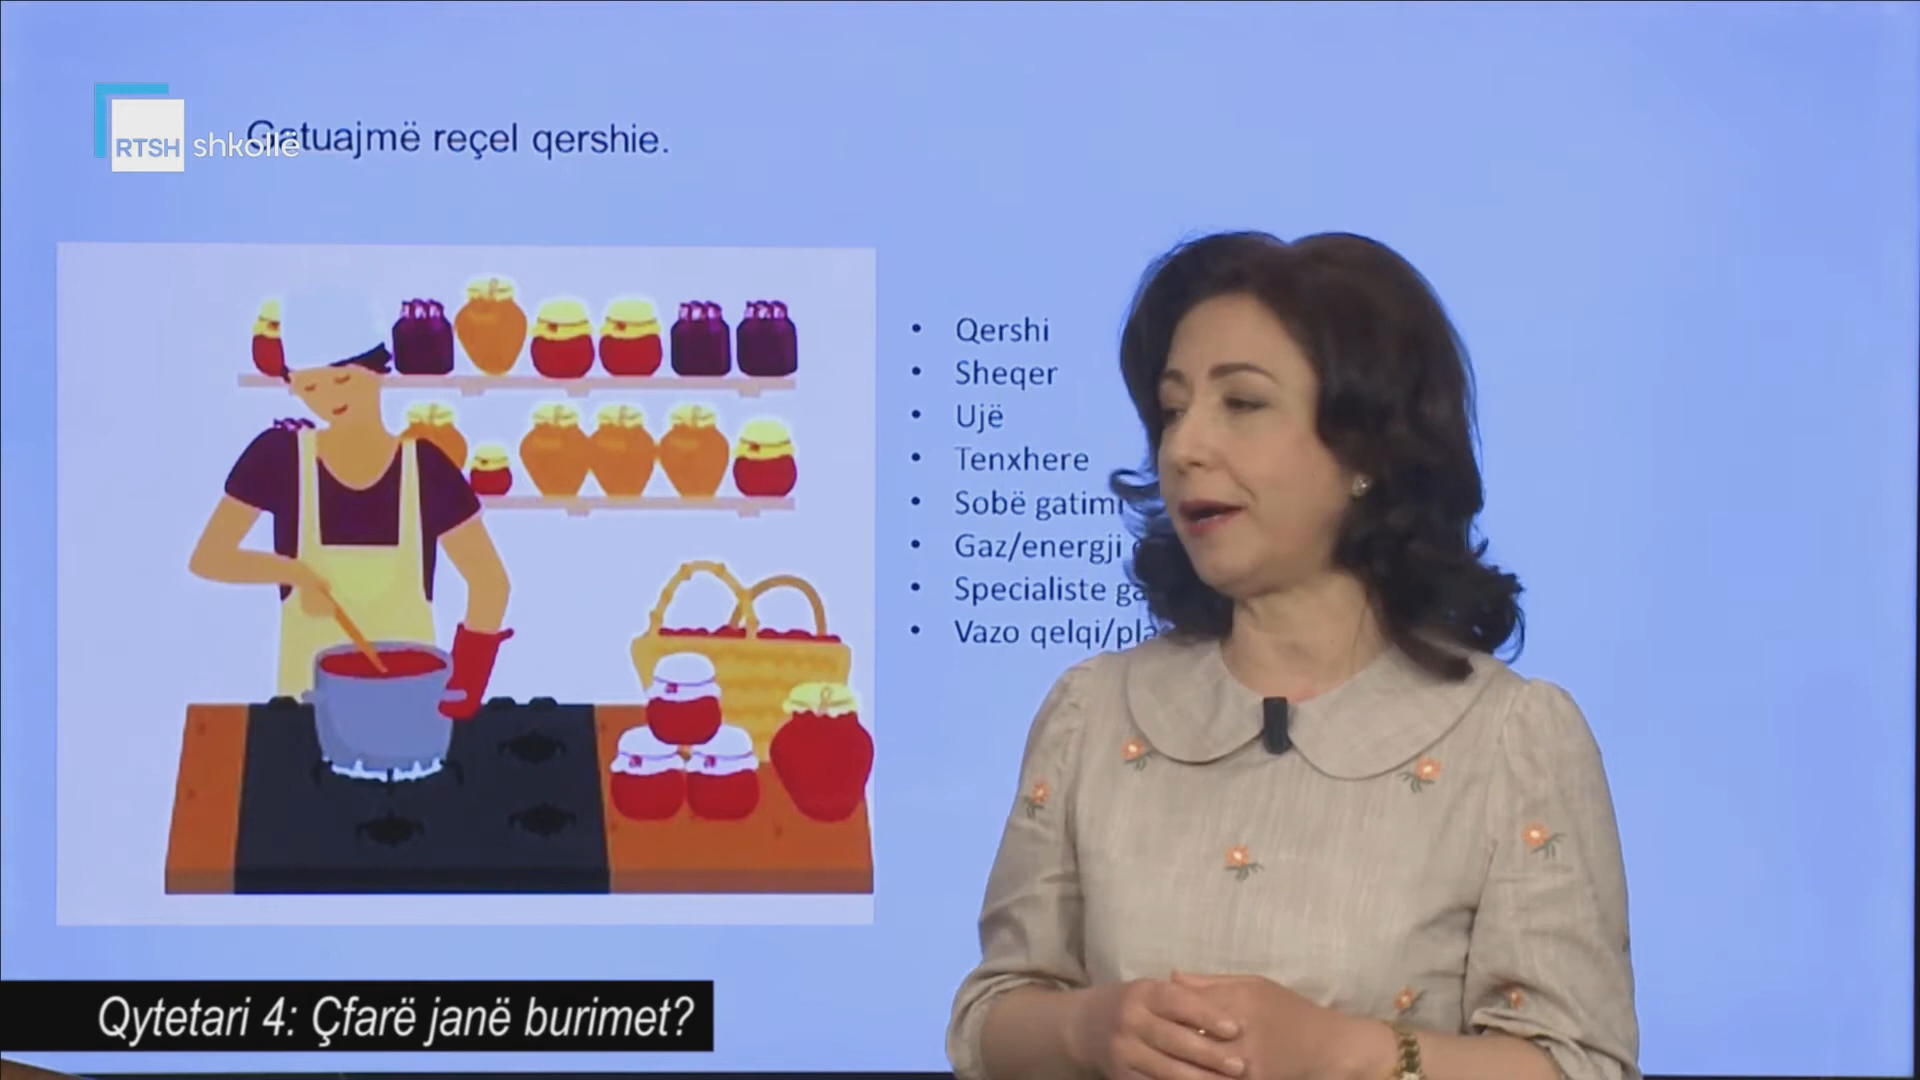 RTSH shkollë
Gatuajmë reçel qershie.
• Qershi
• Sheqer
• Ujë
• Tenxhere
• Sobë gatimi
• Gaz/energji
• Specialiste
• Vazo qelqi/
Qytetari 4: Çfarë janë burimet?